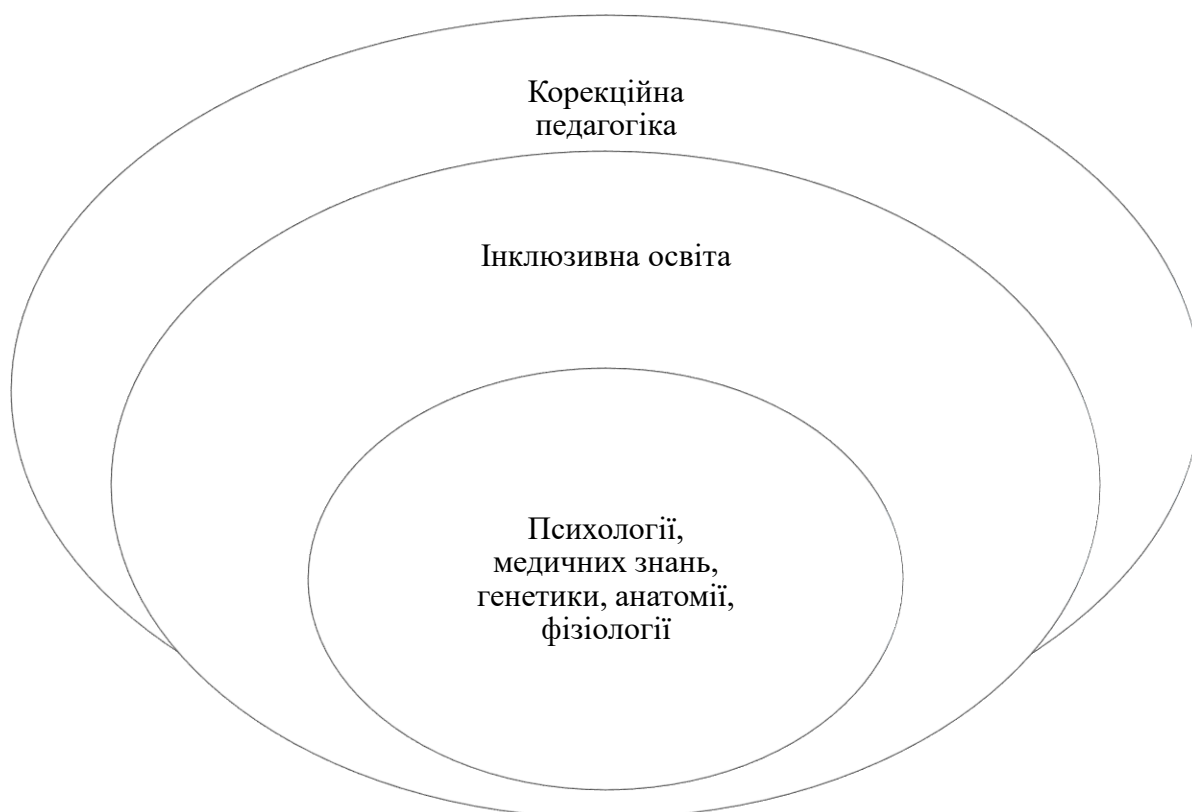 Корекційна
педагогіка
Інклюзивна освіта
Психології,
медичних знань,
генетики, анатомії,
фізіології